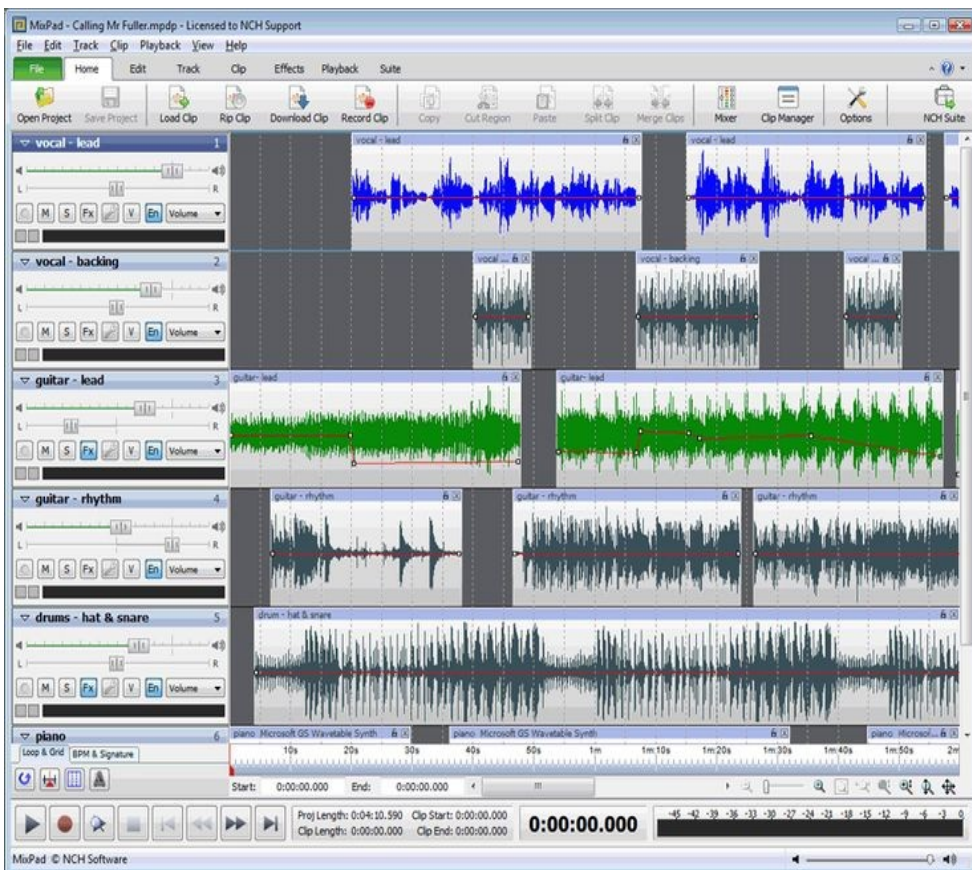 MixPad - Calling Mr Fuller.mpdp - Licensed to NCH Support
File Edit Track Clip Playback View Help
File Home Edit Track Clip Effects Playback Suite
Open Project Save Project Load Clip Rip Clip Download Clip Record Clip Copy Cut Region Paste Split Clip Merge Clips Mixer Clip Manager Options NCH Suite
vocal - lead 1
vocal - lead vocal - lead
L R
M S Fx V En Volume
vocal - backing 2
vocal ... vocal - backing vocal ...
L R
M S Fx V En Volume
guitar - lead 3
guitar- lead guitar- lead
L R
M S Fx V En Volume
guitar - rhythm 4
guitar - rhythm guitar - rhythm guitar - rhythm
L R
M S Fx V En Volume
drums - hat & snare 5
drum - hat & snare
L R
M S Fx V En Volume
piano 6
piano Microsoft GS Wavetable Synth piano Microsoft GS Wavetable Synth piano Microsof...
Loop & Grid BPM & Signature
10s 20s 30s 40s 50s 1m 1m:10s 1m:20s 1m:30s 1m:40s 1m:50s 2m
Start: 0:00:00.000 End: 0:00:00.000
Proj Length: 0:04:10.590 Clip Start: 0:00:00.000
Clip Length: 0:00:00.000 Clip End: 0:00:00.000
0:00:00.000
-45 -42 -39 -36 -33 -30 -27 -24 -21 -18 -15 -12 -9 -6 -3 0
MixPad © NCH Software